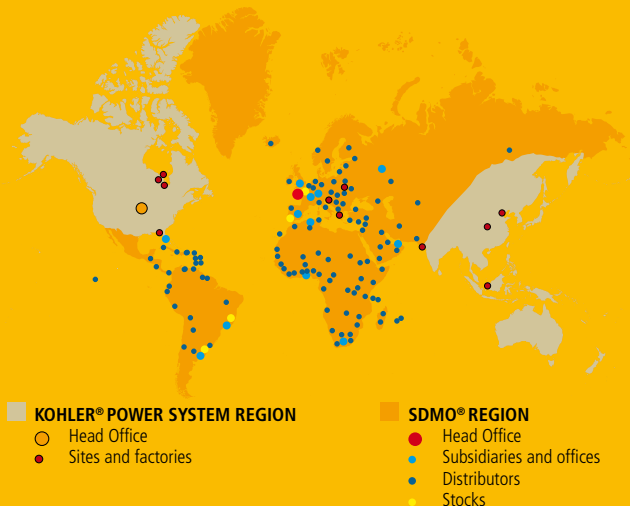 KOHLER® POWER SYSTEM REGION
Head Office
Sites and factories
SDMO® REGION
Head Office
Subsidiaries and offices
Distributors
Stocks